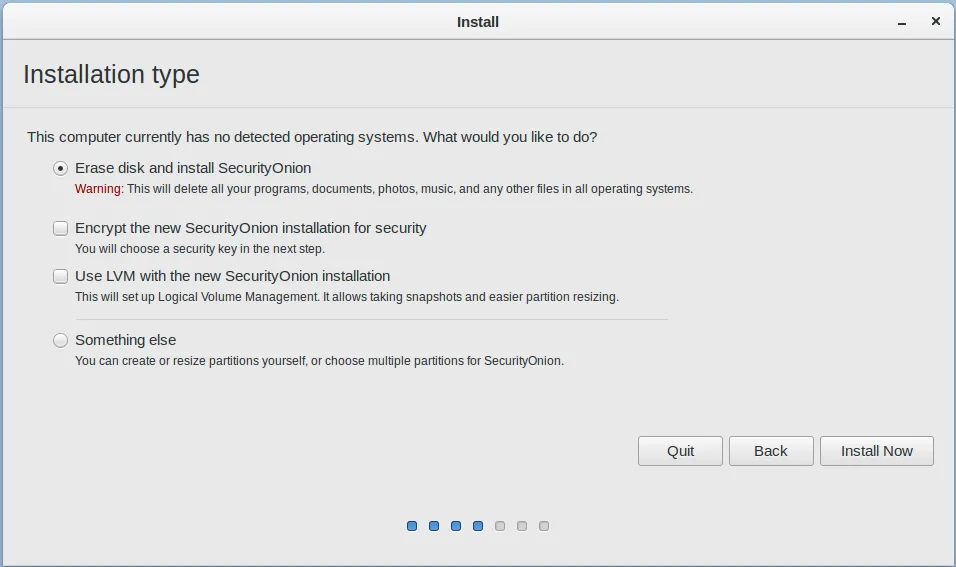 Install
Installation type
This computer currently has no detected operating systems. What would you like to do?
Erase disk and install SecurityOnion
Warning: This will delete all your programs, documents, photos, music, and any other files in all operating systems.
Encrypt the new SecurityOnion installation for security
You will choose a security key in the next step.
Use LVM with the new SecurityOnion installation
This will set up Logical Volume Management. It allows taking snapshots and easier partition resizing.
Something else
You can create or resize partitions yourself, or choose multiple partitions for SecurityOnion.
Quit Back Install Now